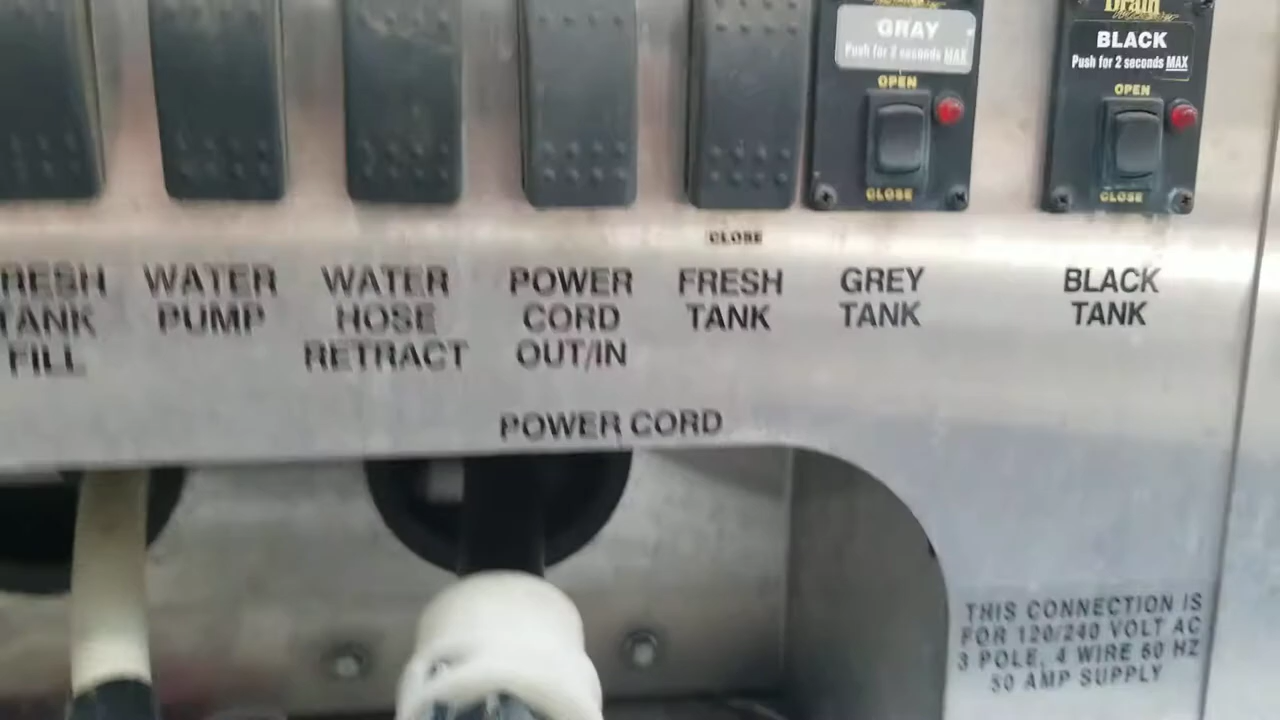 GRAY
Push for 2 seconds MAX
OPEN
CLOSE
Drain
BLACK
Push for 2 seconds MAX
OPEN
CLOSE
CLOSE
FRESH
TANK
FILL
WATER
PUMP
WATER
HOSE
RETRACT
POWER
CORD
OUT/IN
FRESH
TANK
GREY
TANK
BLACK
TANK
POWER CORD
THIS CONNECTION IS
FOR 120/240 VOLT AC
3 POLE, 4 WIRE 60 HZ
50 AMP SUPPLY